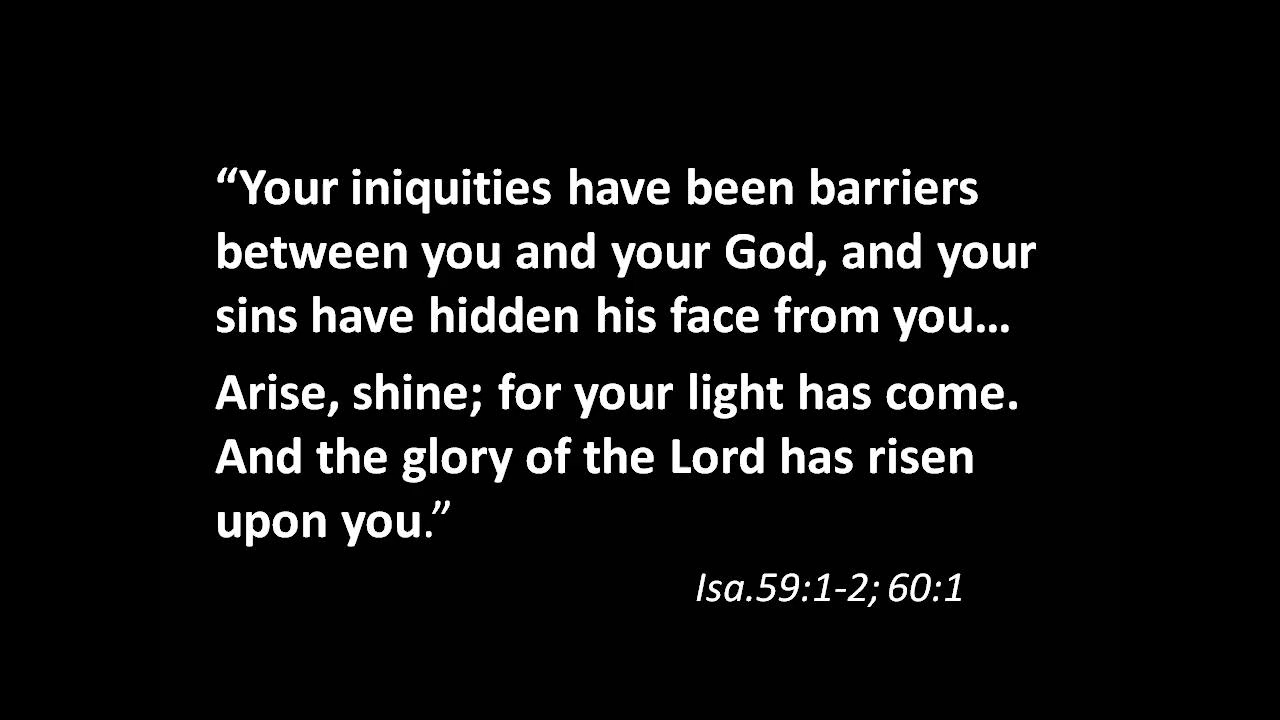 “Your iniquities have been barriers
between you and your God, and your
sins have hidden his face from you…
Arise, shine; for your light has come.
And the glory of the Lord has risen
upon you.”
Isa.59:1-2; 60:1